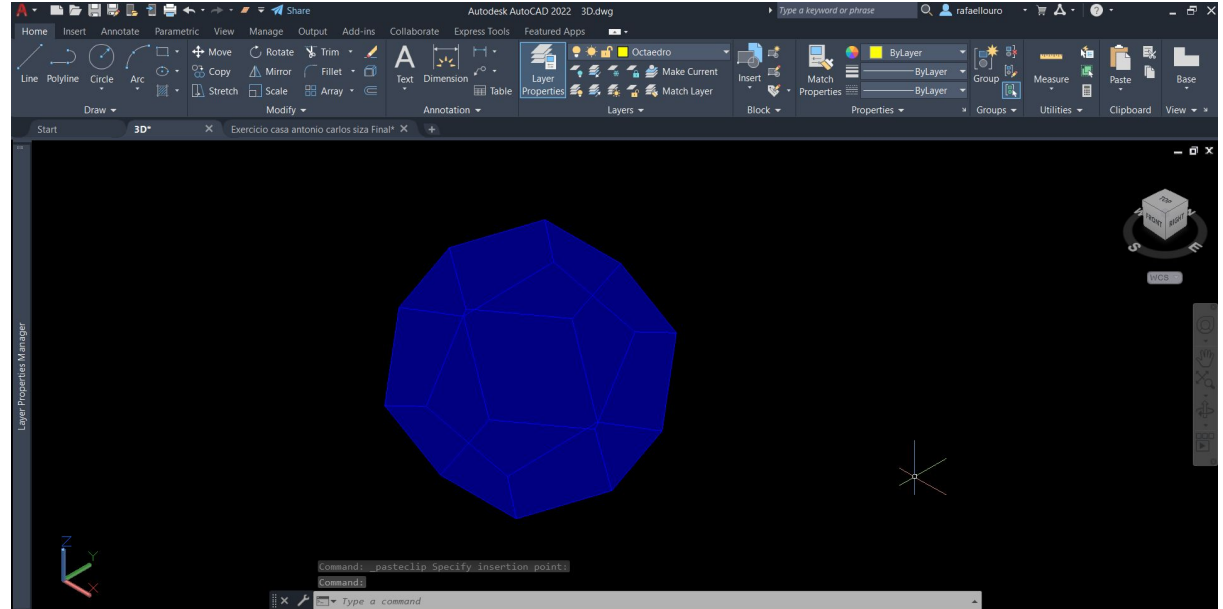 Share
Autodesk AutoCAD 2022 3D.dwg
Type a keyword or phrase
rafaellouro
Home Insert Annotate Parametric View Manage Output Add-ins Collaborate Express Tools Featured Apps
Move Rotate Trim
Copy Mirror Fillet
Stretch Scale Array
Line Polyline Circle Arc
Text Dimension
Table
Layer
Properties
Octaedro
Make Current
Match Layer
Insert
Match
Properties
ByLayer
ByLayer
ByLayer
Group
Measure
Paste
Base
Draw Modify Annotation Layers Block Properties Groups Utilities Clipboard View
Start 3D* Exercicio casa antonio carlos siza Final*
Layer Properties Manager
TOP
FRONT RIGHT
W N
S E
WCS
Z
Y
X
Command: _pasteclip Specify insertion point:
Command:
Type a command